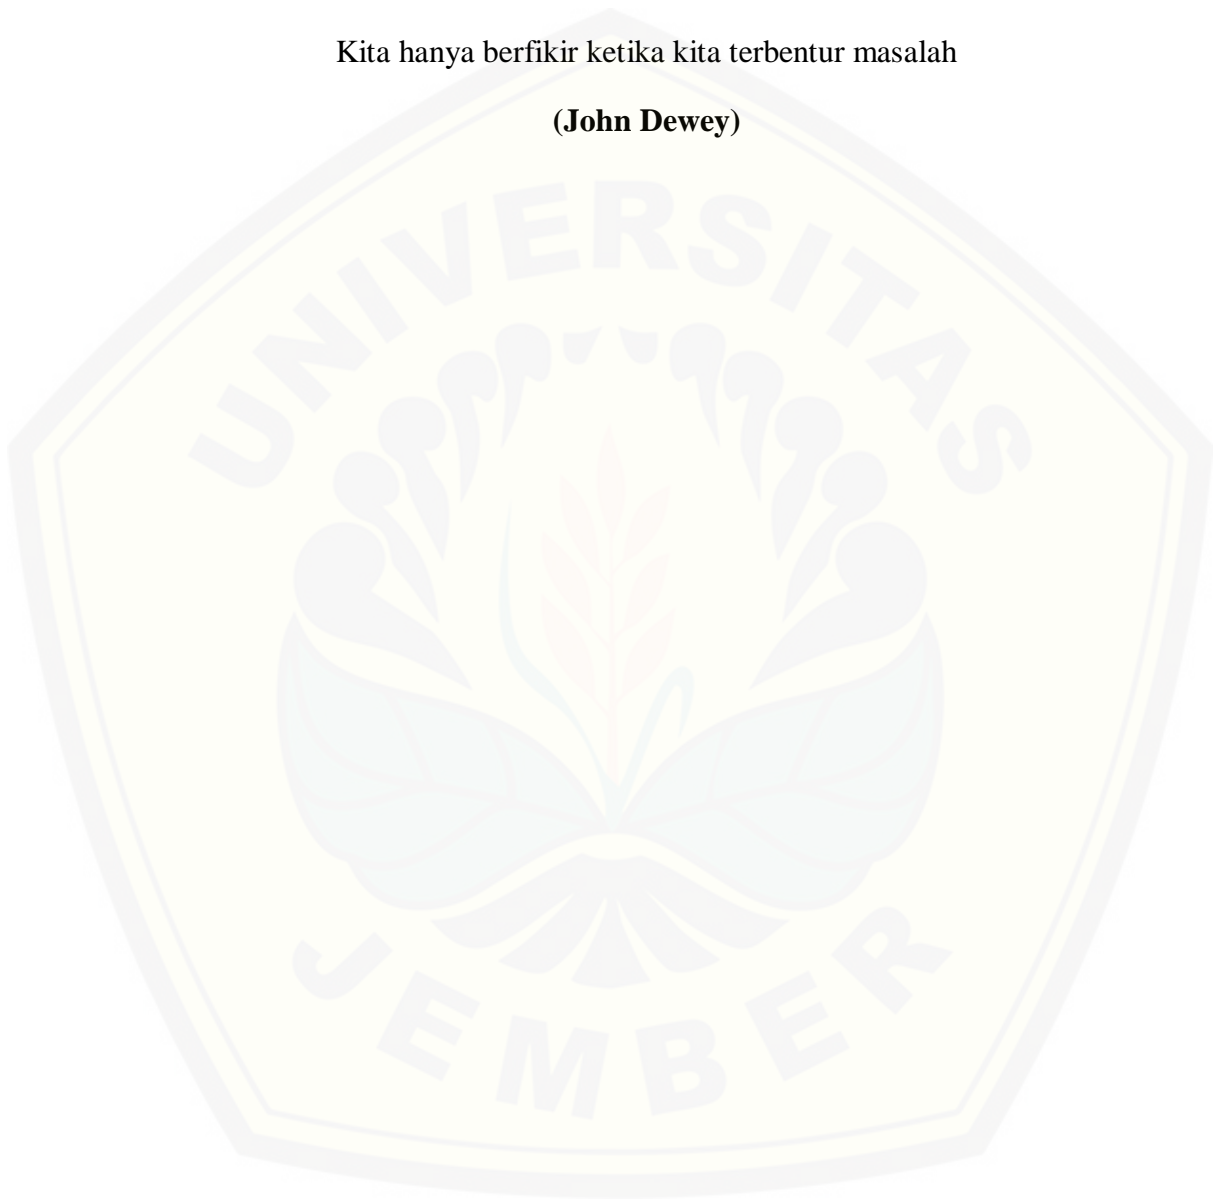 Kita hanya berfikir ketika kita terbentur masalah
(John Dewey)
UNIVERSITAS
JEMBER